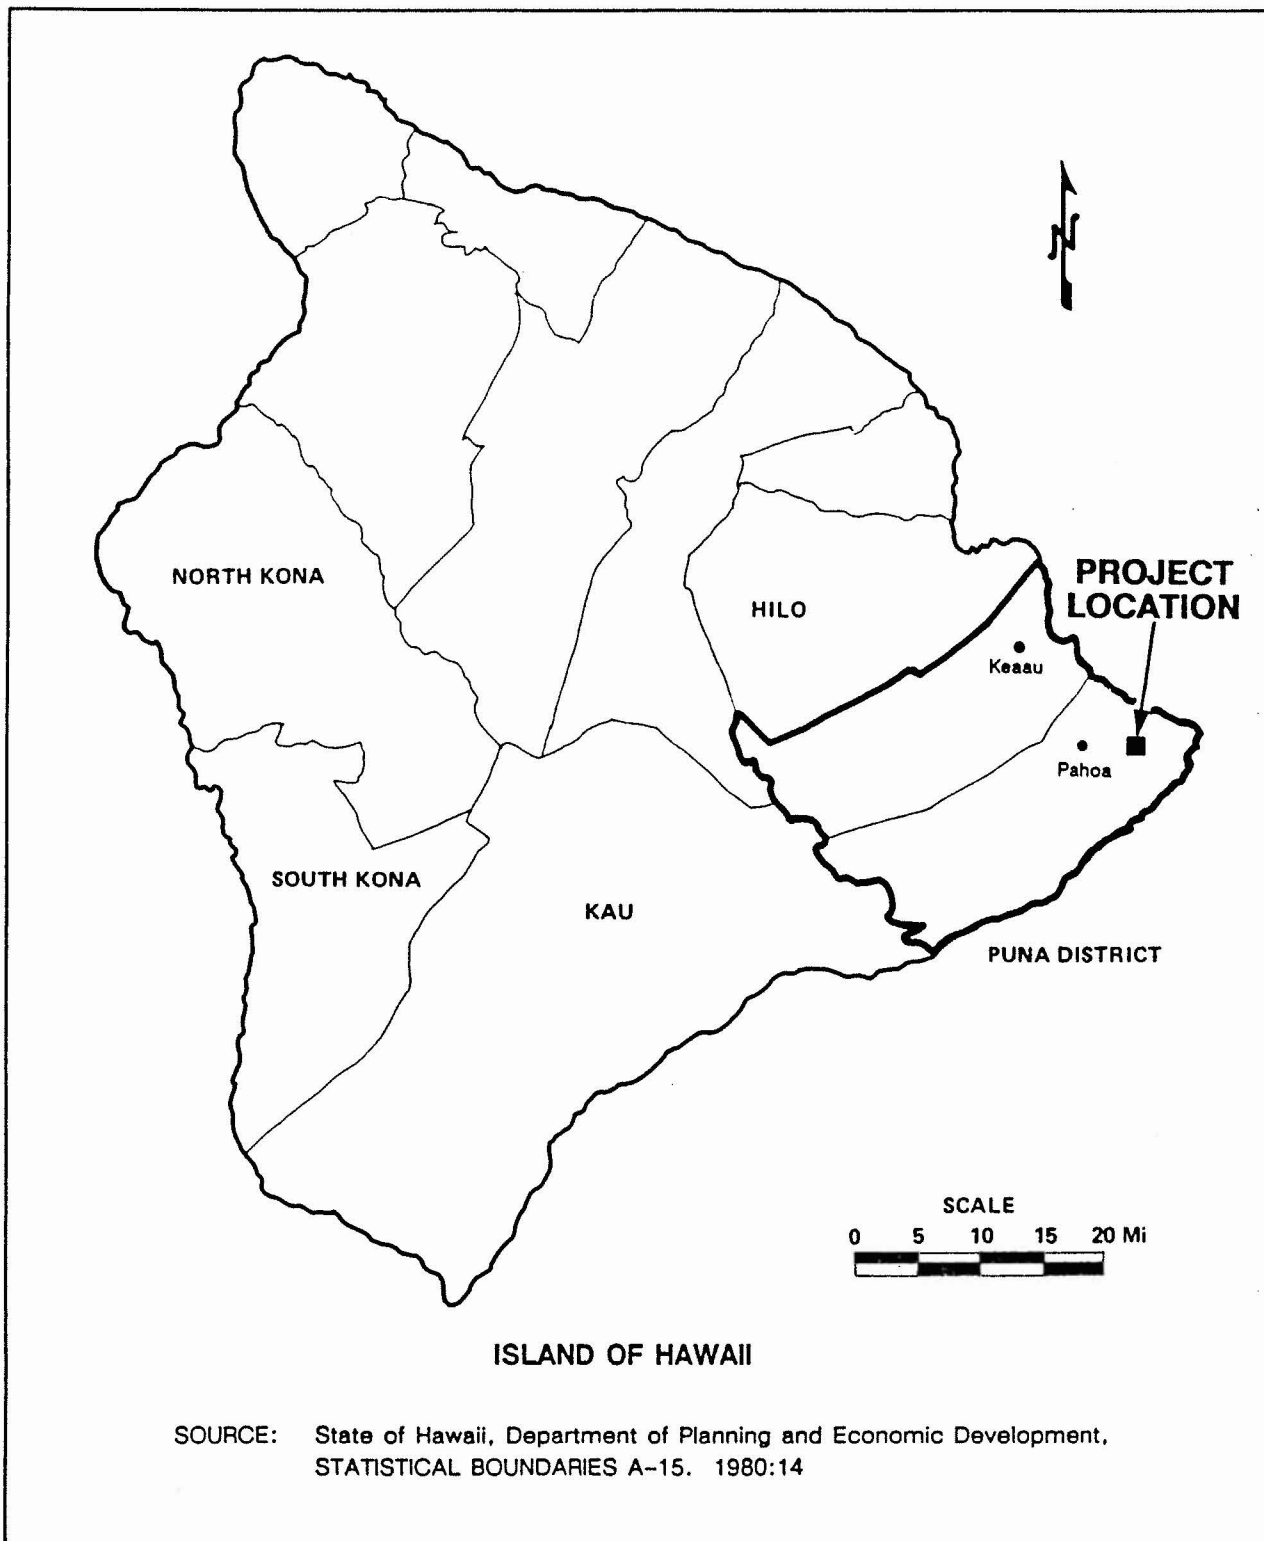 N
NORTH KONA
HILO
PROJECT
LOCATION
Keaau
Pahoa
SOUTH KONA
KAU
PUNA DISTRICT
SCALE
0 5 10 15 20 Mi
ISLAND OF HAWAII
SOURCE: State of Hawaii, Department of Planning and Economic Development,
STATISTICAL BOUNDARIES A-15. 1980:14